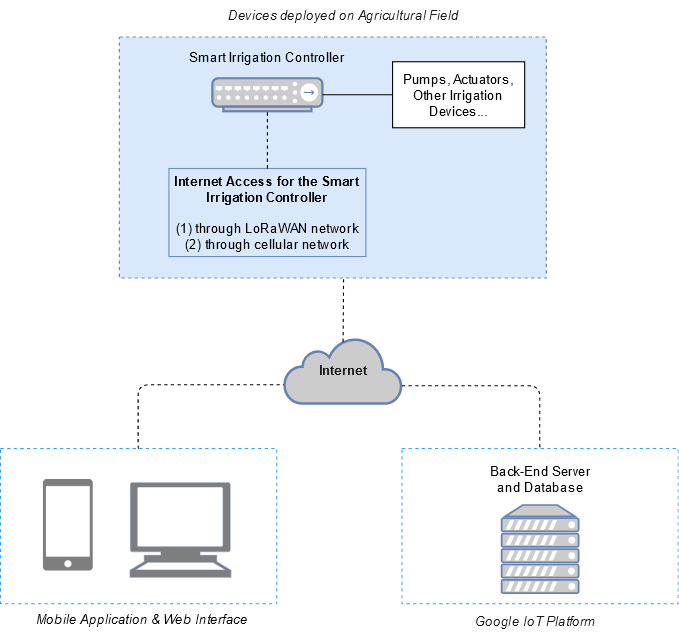 Devices deployed on Agricultural Field
Smart Irrigation Controller
Pumps, Actuators,
Other Irrigation
Devices...
Internet Access for the Smart
Irrigation Controller
(1) through LoRaWAN network
(2) through cellular network
Internet
Back-End Server
and Database
Mobile Application & Web Interface
Google IoT Platform